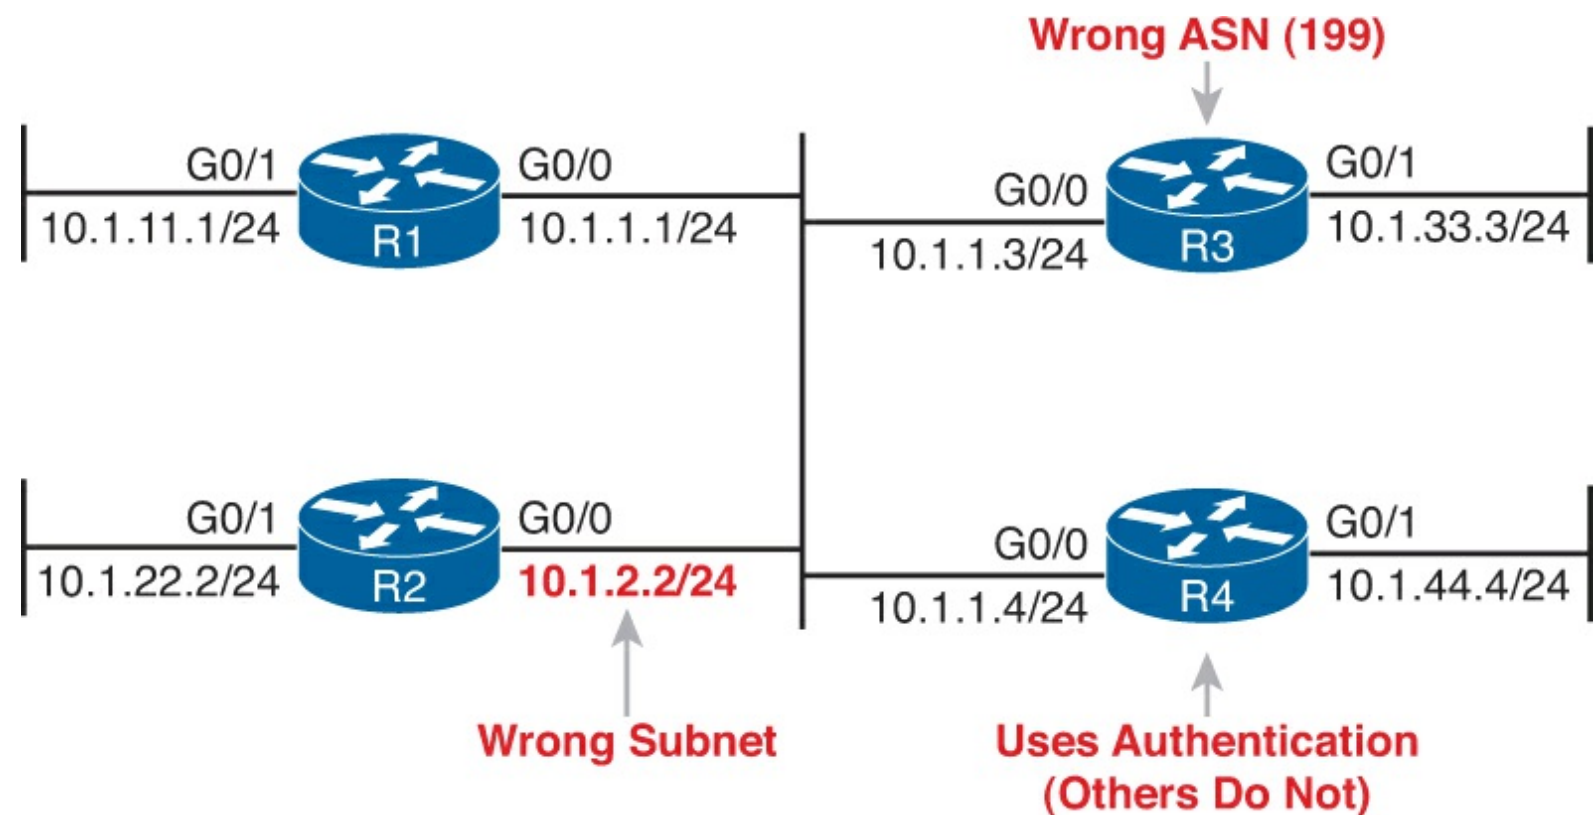 Wrong ASN (199)
G0/1
10.1.11.1/24
R1
G0/0
10.1.1.1/24
G0/0
10.1.1.3/24
R3
G0/1
10.1.33.3/24
G0/1
10.1.22.2/24
R2
G0/0
10.1.2.2/24
Wrong Subnet
G0/0
10.1.1.4/24
R4
G0/1
10.1.44.4/24
Uses Authentication
(Others Do Not)